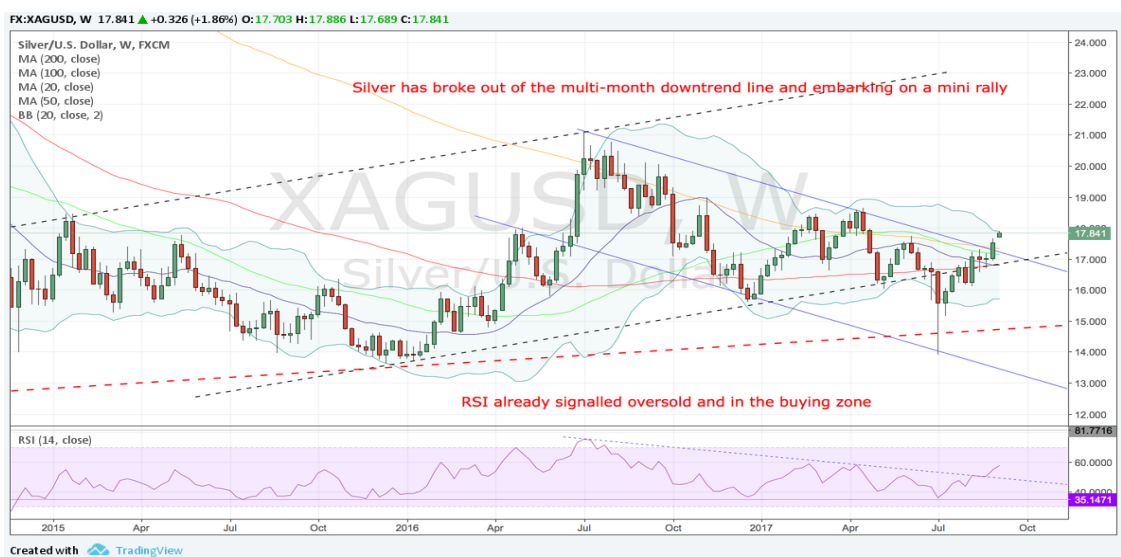 FX:XAGUSD, W 17.841 ▲ +0.326 (+1.86%) O:17.703 H:17.886 L:17.689 C:17.841
Silver/U.S. Dollar, W, FXCM
MA (200, close)
MA (100, close)
MA (20, close)
MA (50, close)
BB (20, close, 2)
Silver has broke out of the multi-month downtrend line and embarking on a mini rally
XAGUSD, W
Silver/U.S. Dollar
RSI already signalled oversold and in the buying zone
24.000
23.000
22.000
21.000
20.000
19.000
18.000
17.841
17.000
16.000
15.000
14.000
13.000
12.000
RSI (14, close)
81.7716
60.0000
40.0000
35.1471
2015 Apr Jul Oct 2016 Apr Jul Oct 2017 Apr Jul Oct
Created with TradingView